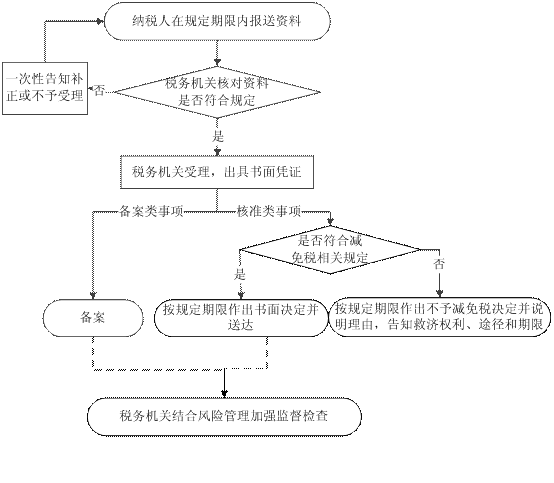 纳税人在规定期限内报送资料
一次性告知补
正或不予受理
否
税务机关核对资料
是否符合规定
是
税务机关受理，出具书面凭证
备案类事项
核准类事项
是否符合减
免税相关规定
是
否
备案
按规定期限作出书面决定并
送达
按规定期限作出不予减免税决定并说
明理由，告知救济权利、途径和期限
税务机关结合风险管理加强监督检查